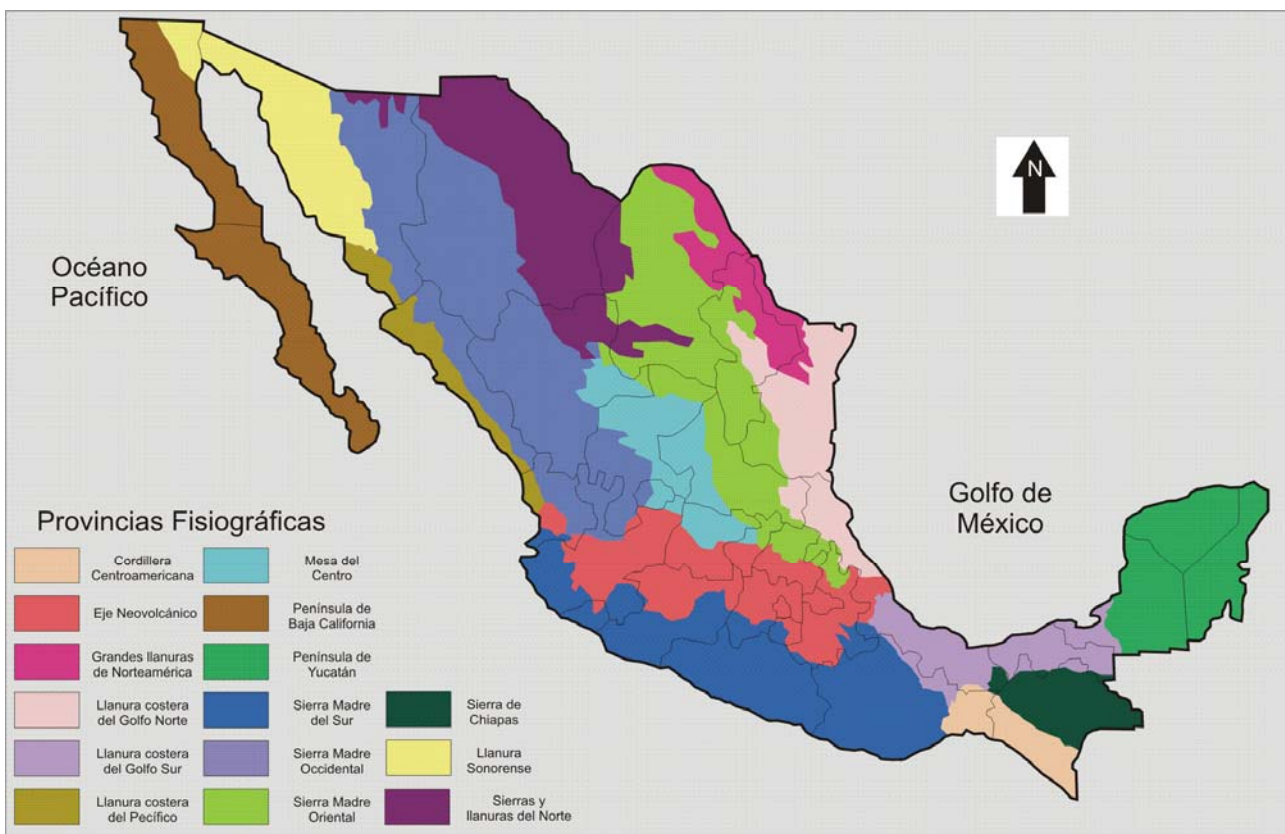 N
Océano
Pacífico
Golfo de
México
Provincias Fisiográficas
Cordillera
Centroamericana
Mesa del
Centro
Eje Neovolcánico
Península de
Baja California
Grandes llanuras
de Norteamérica
Península de
Yucatán
Llanura costera
del Golfo Norte
Sierra Madre
del Sur
Sierra de
Chiapas
Llanura costera
del Golfo Sur
Sierra Madre
Occidental
Llanura
Sonorense
Llanura costera
del Pecífico
Sierra Madre
Oriental
Sierras y
llanuras del Norte